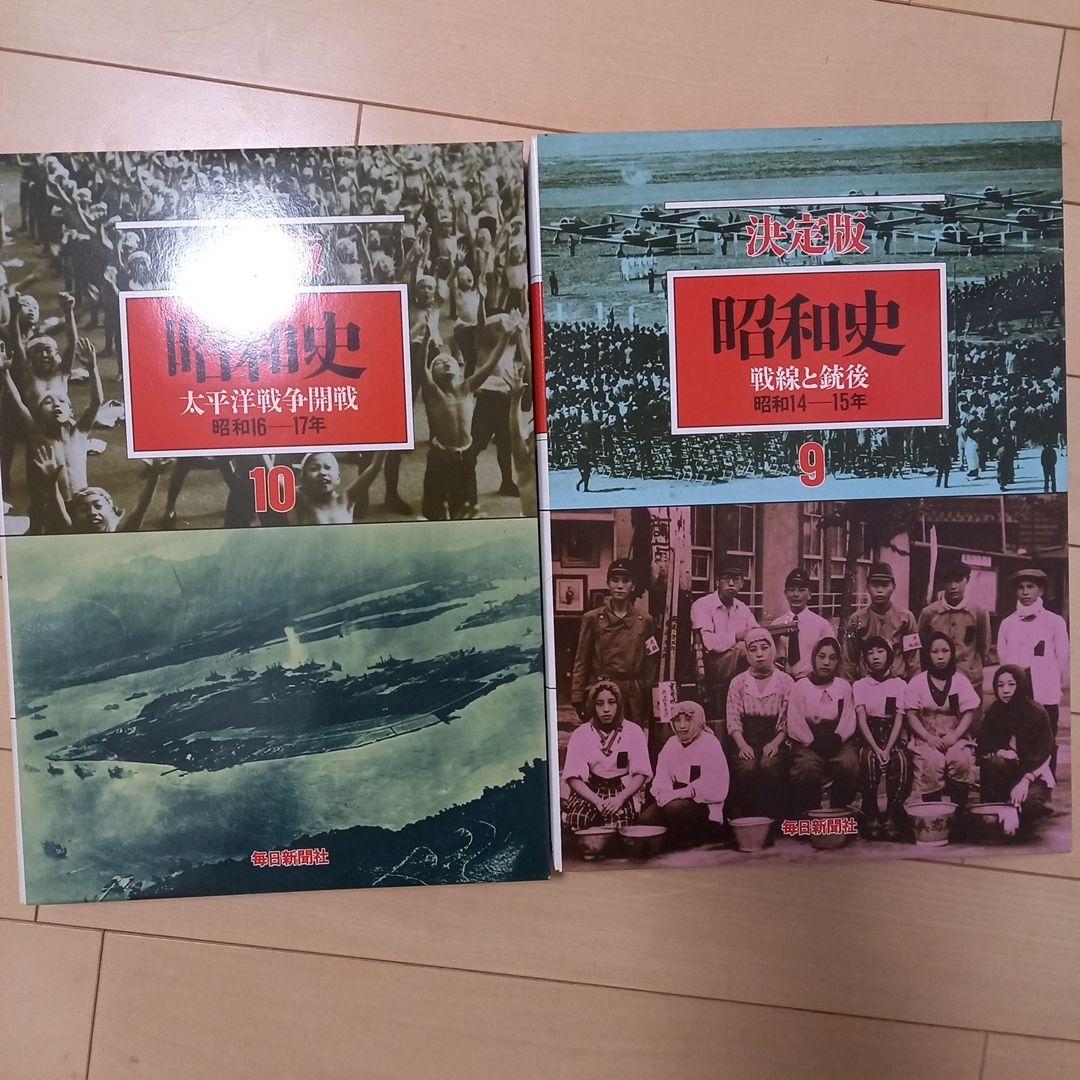 版
昭和史
太平洋戦争開戦
昭和16―17年
10
毎日新聞社
決定版
昭和史
戦線と銃後
昭和14―15年
9
毎日新聞社